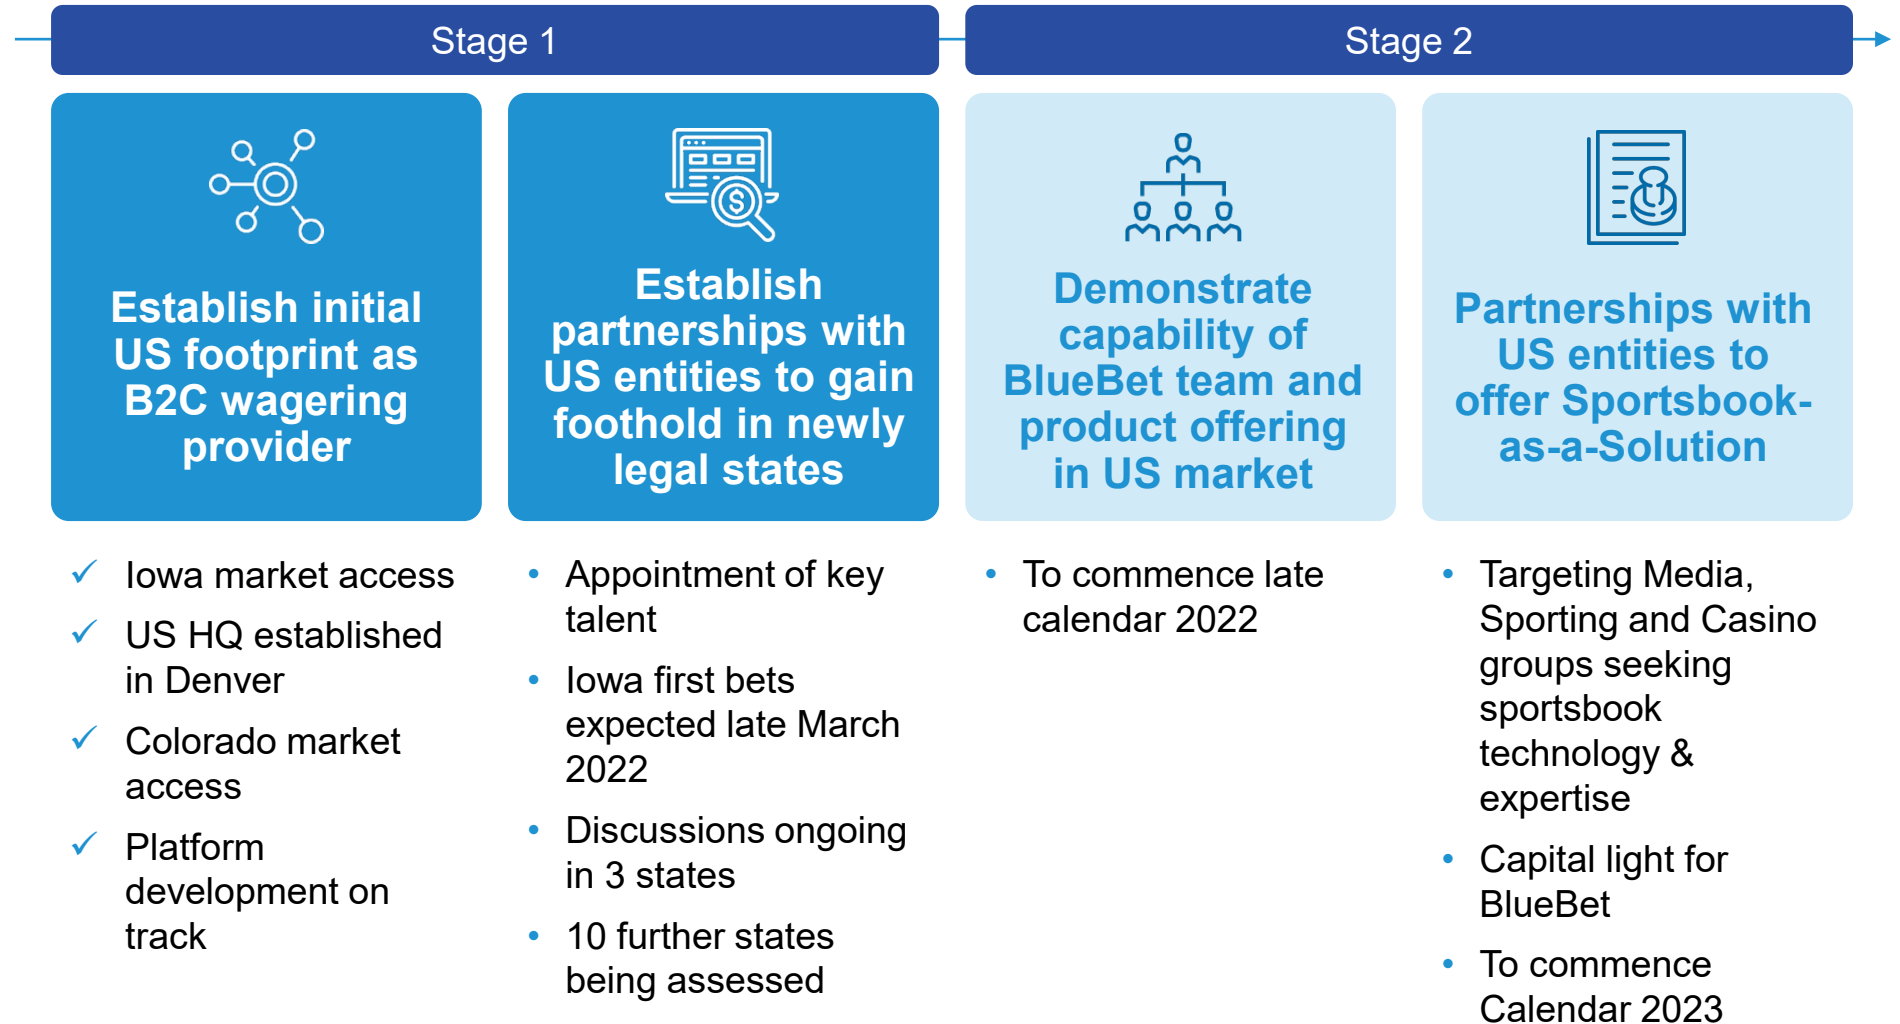 Stage 1
Stage 2
Establish initial
US footprint as
B2C wagering
provider
Establish
partnerships with
US entities to gain
foothold in newly
legal states
Demonstrate
capability of
BlueBet team and
product offering
in US market
Partnerships with
US entities to
offer Sportsbook-
as-a-Solution
✓ Iowa market access
✓ US HQ established
in Denver
✓ Colorado market
access
✓ Platform
development on
track
• Appointment of key
talent
• Iowa first bets
expected late March
2022
• Discussions ongoing
in 3 states
• 10 further states
being assessed
• To commence late
calendar 2022
• Targeting Media,
Sporting and Casino
groups seeking
sportsbook
technology &
expertise
• Capital light for
BlueBet
• To commence
Calendar 2023